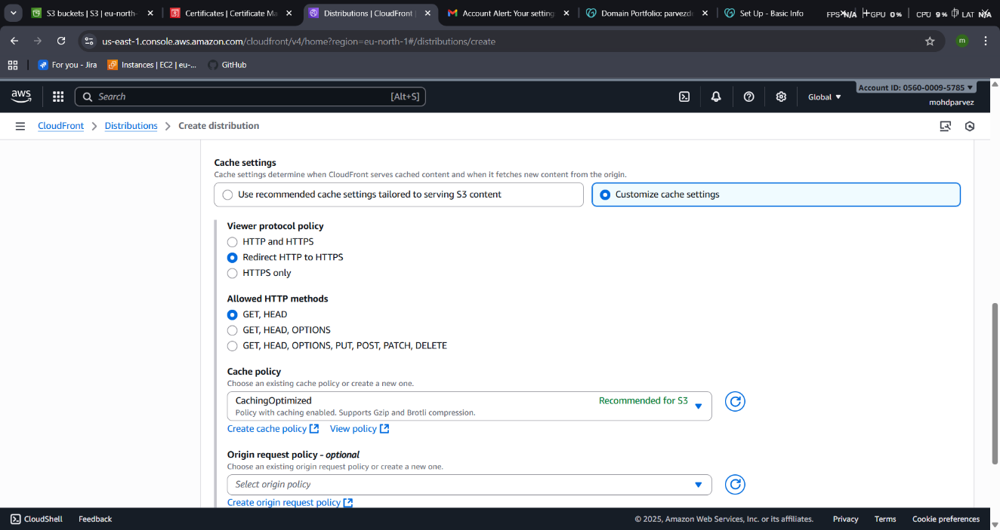 S3 buckets | S3 | eu-north-
Certificates | Certificate Ma
Distributions | CloudFront |
Account Alert: Your setting
Domain Portfolio: parvezde
Set Up - Basic Info
FPS N/A GPU 0% CPU 9% LAT N/A
us-east-1.console.aws.amazon.com/cloudfront/v4/home?region=eu-north-1#/distributions/create
m
For you - Jira
Instances | EC2 | eu-...
GitHub
aws
Search
[Alt+S]
Global
Account ID: 0560-0009-5785
mohdparvez
CloudFront
Distributions
Create distribution
Cache settings
Cache settings determine when CloudFront serves cached content and when it fetches new content from the origin.
Use recommended cache settings tailored to serving S3 content
Customize cache settings
Viewer protocol policy
HTTP and HTTPS
Redirect HTTP to HTTPS
HTTPS only
Allowed HTTP methods
GET, HEAD
GET, HEAD, OPTIONS
GET, HEAD, OPTIONS, PUT, POST, PATCH, DELETE
Cache policy
Choose an existing cache policy or create a new one.
CachingOptimized
Recommended for S3
Policy with caching enabled. Supports Gzip and Brotli compression.
Create cache policy
View policy
Origin request policy - optional
Choose an existing origin request policy or create a new one.
Select origin policy
Create origin request policy
CloudShell
Feedback
© 2025, Amazon Web Services, Inc. or its affiliates.
Privacy
Terms
Cookie preferences